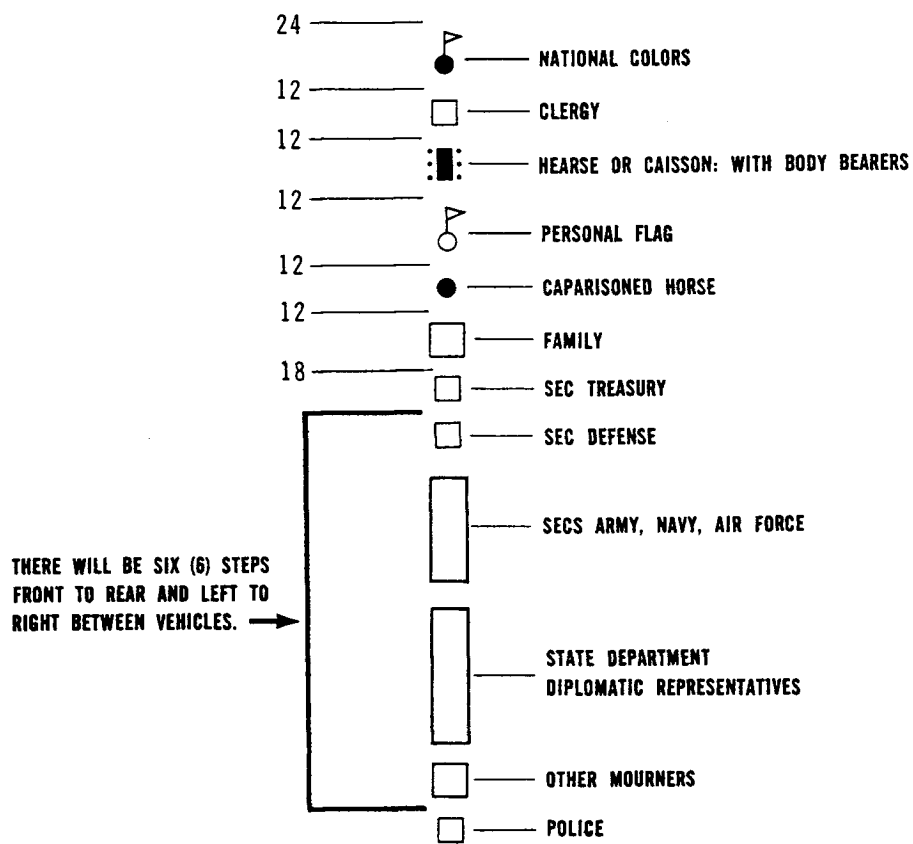 24
NATIONAL COLORS
12
CLERGY
12
HEARSE OR CAISSON: WITH BODY BEARERS
12
PERSONAL FLAG
12
CAPARISONED HORSE
12
FAMILY
18
SEC TREASURY
SEC DEFENSE
SECS ARMY, NAVY, AIR FORCE
THERE WILL BE SIX (6) STEPS
FRONT TO REAR AND LEFT TO
RIGHT BETWEEN VEHICLES.
STATE DEPARTMENT
DIPLOMATIC REPRESENTATIVES
OTHER MOURNERS
POLICE